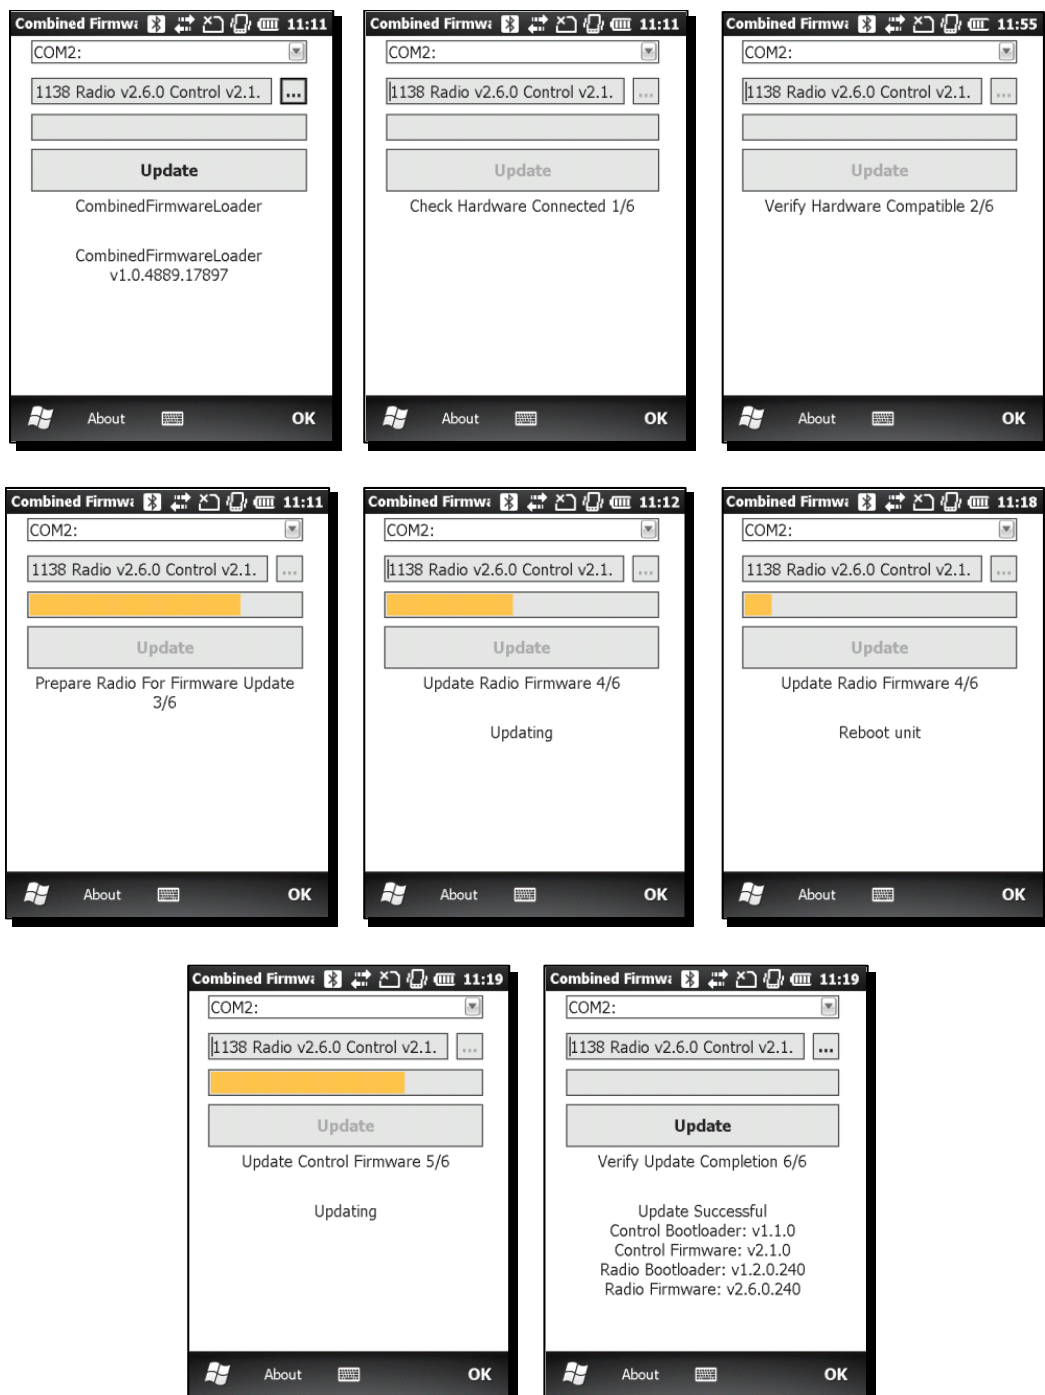 Combined Firmwa 11:11
COM2:
1138 Radio v2.6.0 Control v2.1. ...
Update
CombinedFirmwareLoader
CombinedFirmwareLoader
v1.0.4889.17897
About OK
Combined Firmwa 11:11
COM2:
1138 Radio v2.6.0 Control v2.1. ...
Update
Check Hardware Connected 1/6
About OK
Combined Firmwa 11:55
COM2:
1138 Radio v2.6.0 Control v2.1. ...
Update
Verify Hardware Compatible 2/6
About OK
Combined Firmwa 11:11
COM2:
1138 Radio v2.6.0 Control v2.1. ...
Update
Prepare Radio For Firmware Update
3/6
About OK
Combined Firmwa 11:12
COM2:
1138 Radio v2.6.0 Control v2.1. ...
Update
Update Radio Firmware 4/6
Updating
About OK
Combined Firmwa 11:18
COM2:
1138 Radio v2.6.0 Control v2.1. ...
Update
Update Radio Firmware 4/6
Reboot unit
About OK
Combined Firmwa 11:19
COM2:
1138 Radio v2.6.0 Control v2.1. ...
Update
Update Control Firmware 5/6
Updating
About OK
Combined Firmwa 11:19
COM2:
1138 Radio v2.6.0 Control v2.1. ...
Update
Verify Update Completion 6/6
Update Successful
Control Bootloader: v1.1.0
Control Firmware: v2.1.0
Radio Bootloader: v1.2.0.240
Radio Firmware: v2.6.0.240
About OK